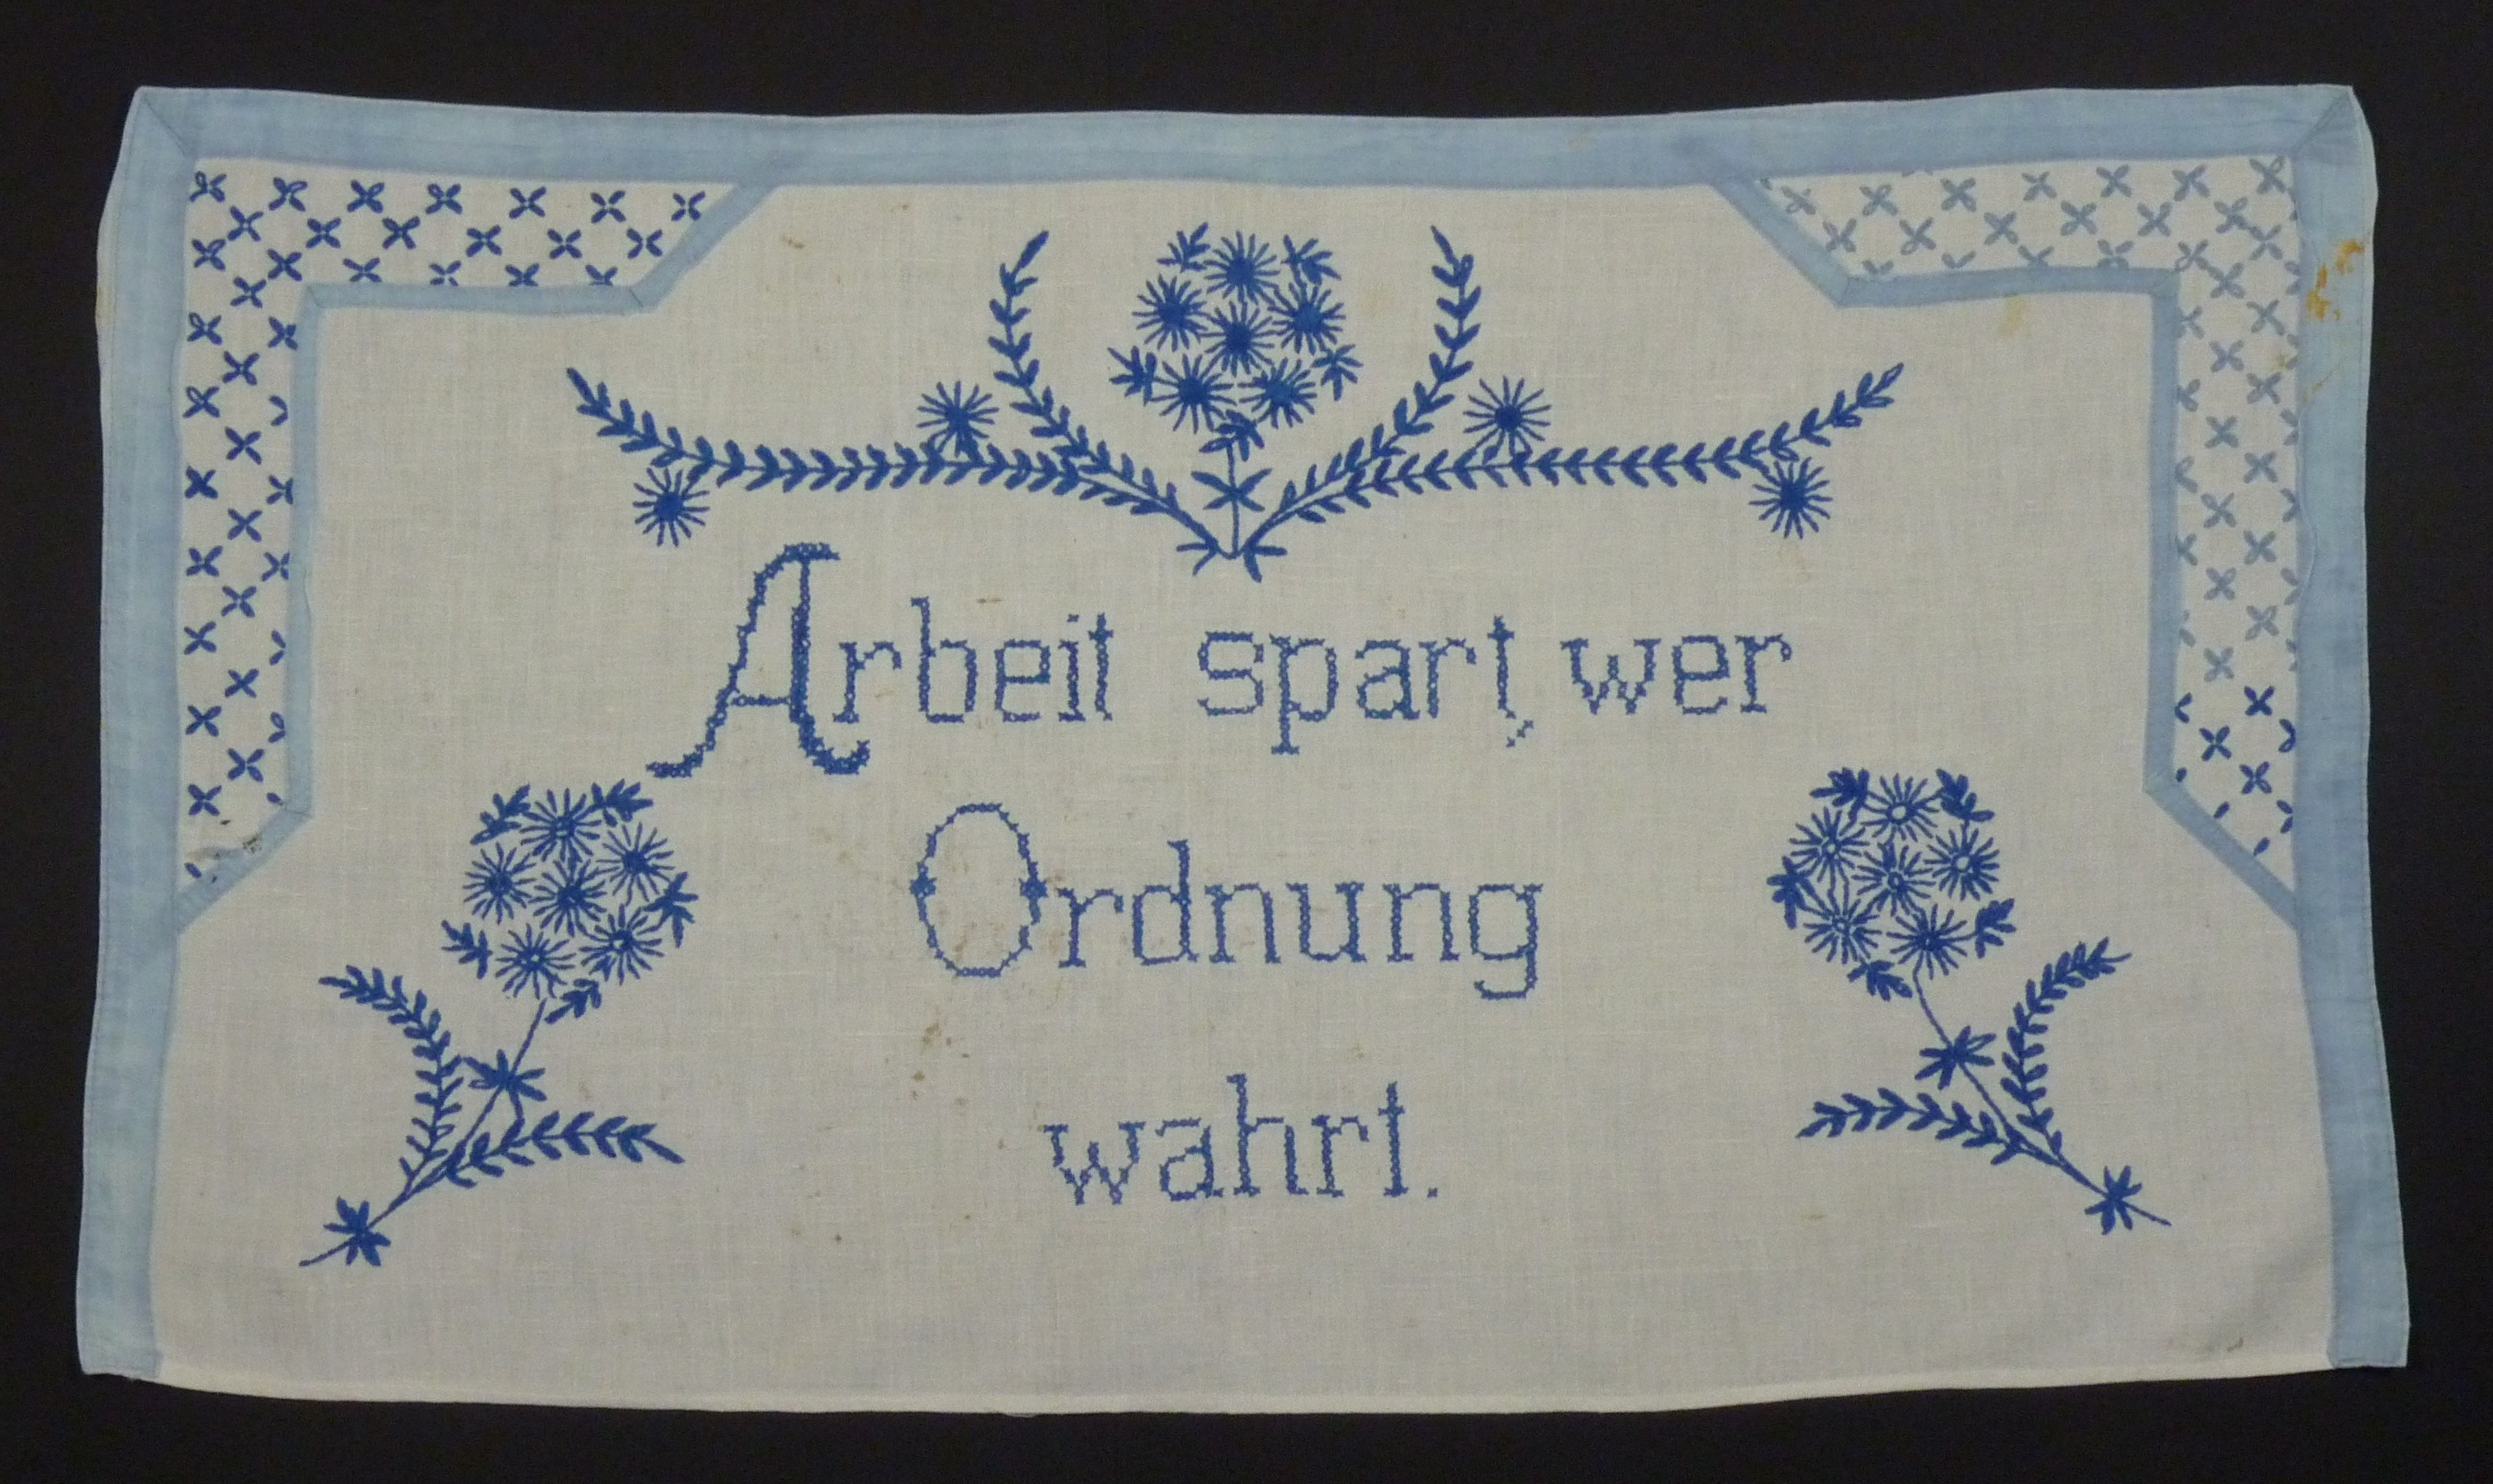 Arbeit spart, wer
Ordnung
wahrt.